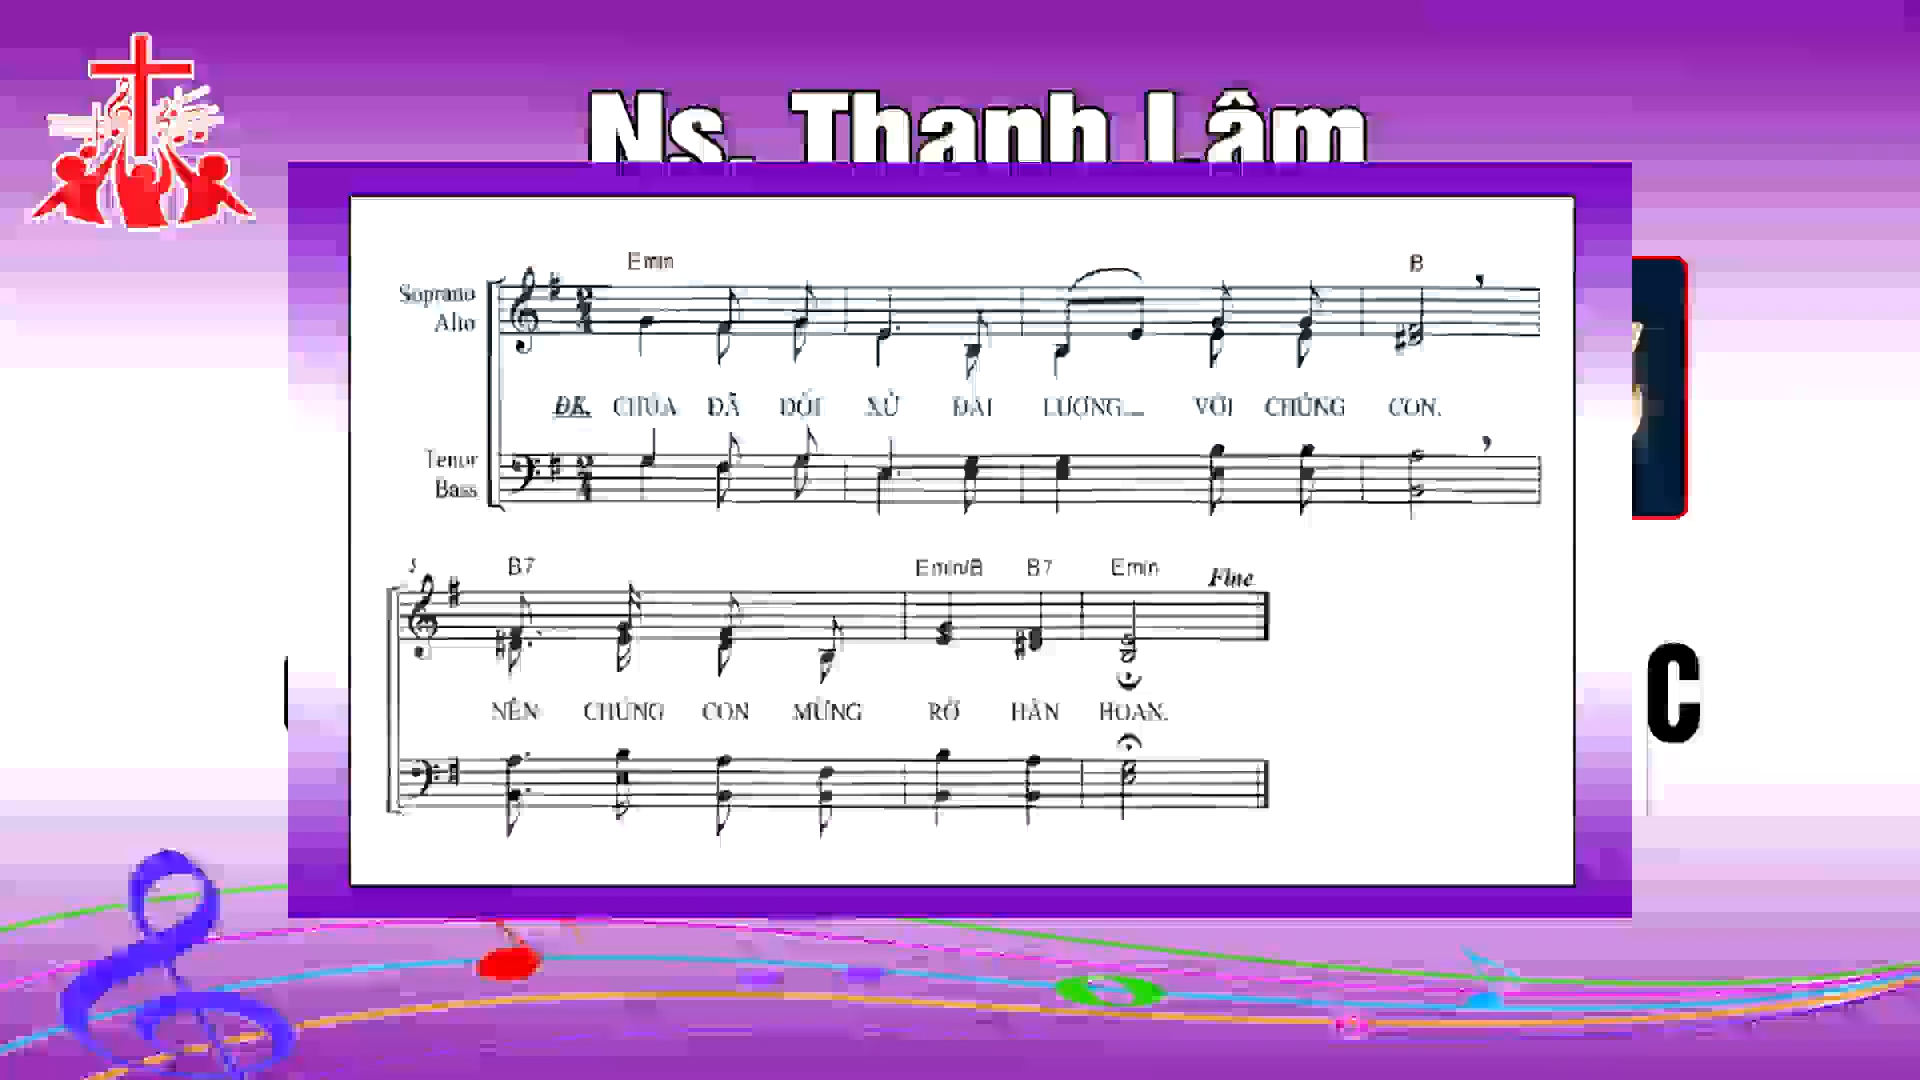 Ns. Thanh Lâm
Emin B
Soprano
Alto
ĐK. CHÚA ĐÃ ĐỐI XỬ ĐẠI LƯỢNG... VỚI CHÚNG CON.
Tenor
Bass
5 B7 Emin/B B7 Emin Fine
NÊN CHÚNG CON MỪNG RỠ HÂN HOAN.
C